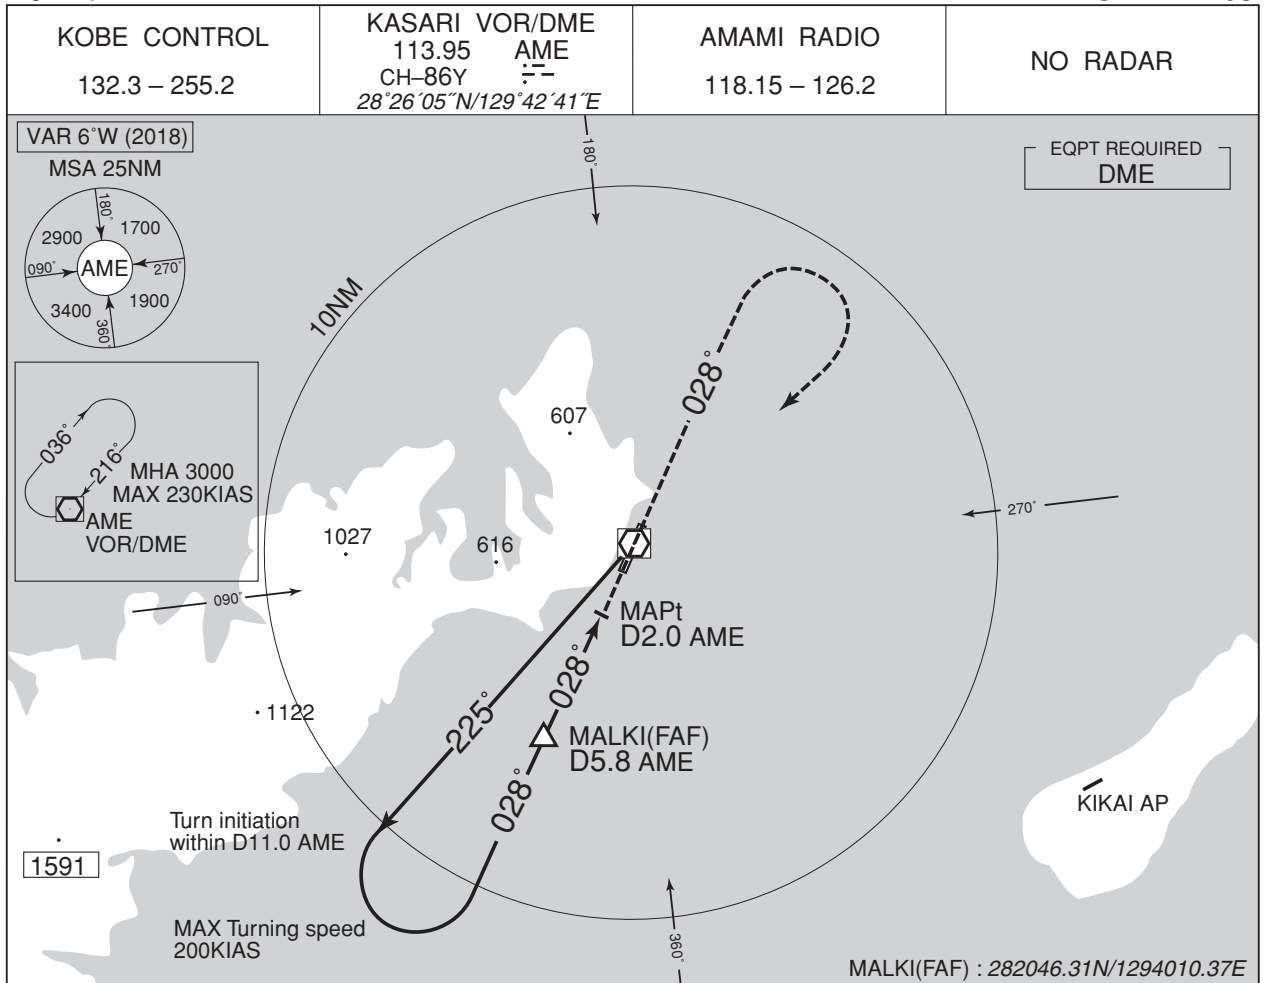 KOBE CONTROL
132.3 – 255.2
KASARI VOR/DME
113.95 AME
CH–86Y
28°26′05″N/129°42′41″E
AMAMI RADIO
118.15 – 126.2
NO RADAR
VAR 6°W (2018)
MSA 25NM
180°
2900
1700
090°
AME
270°
3400
1900
360°
EQPT REQUIRED
DME
180°
10NM
028°
607
036°
216°
MHA 3000
MAX 230KIAS
AME
VOR/DME
1027
616
270°
090°
MAPt
D2.0 AME
028°
1122
225°
MALKI(FAF)
D5.8 AME
028°
KIKAI AP
Turn initiation
within D11.0 AME
1591
MAX Turning speed
200KIAS
360°
MALKI(FAF) : 282046.31N/1294010.37E